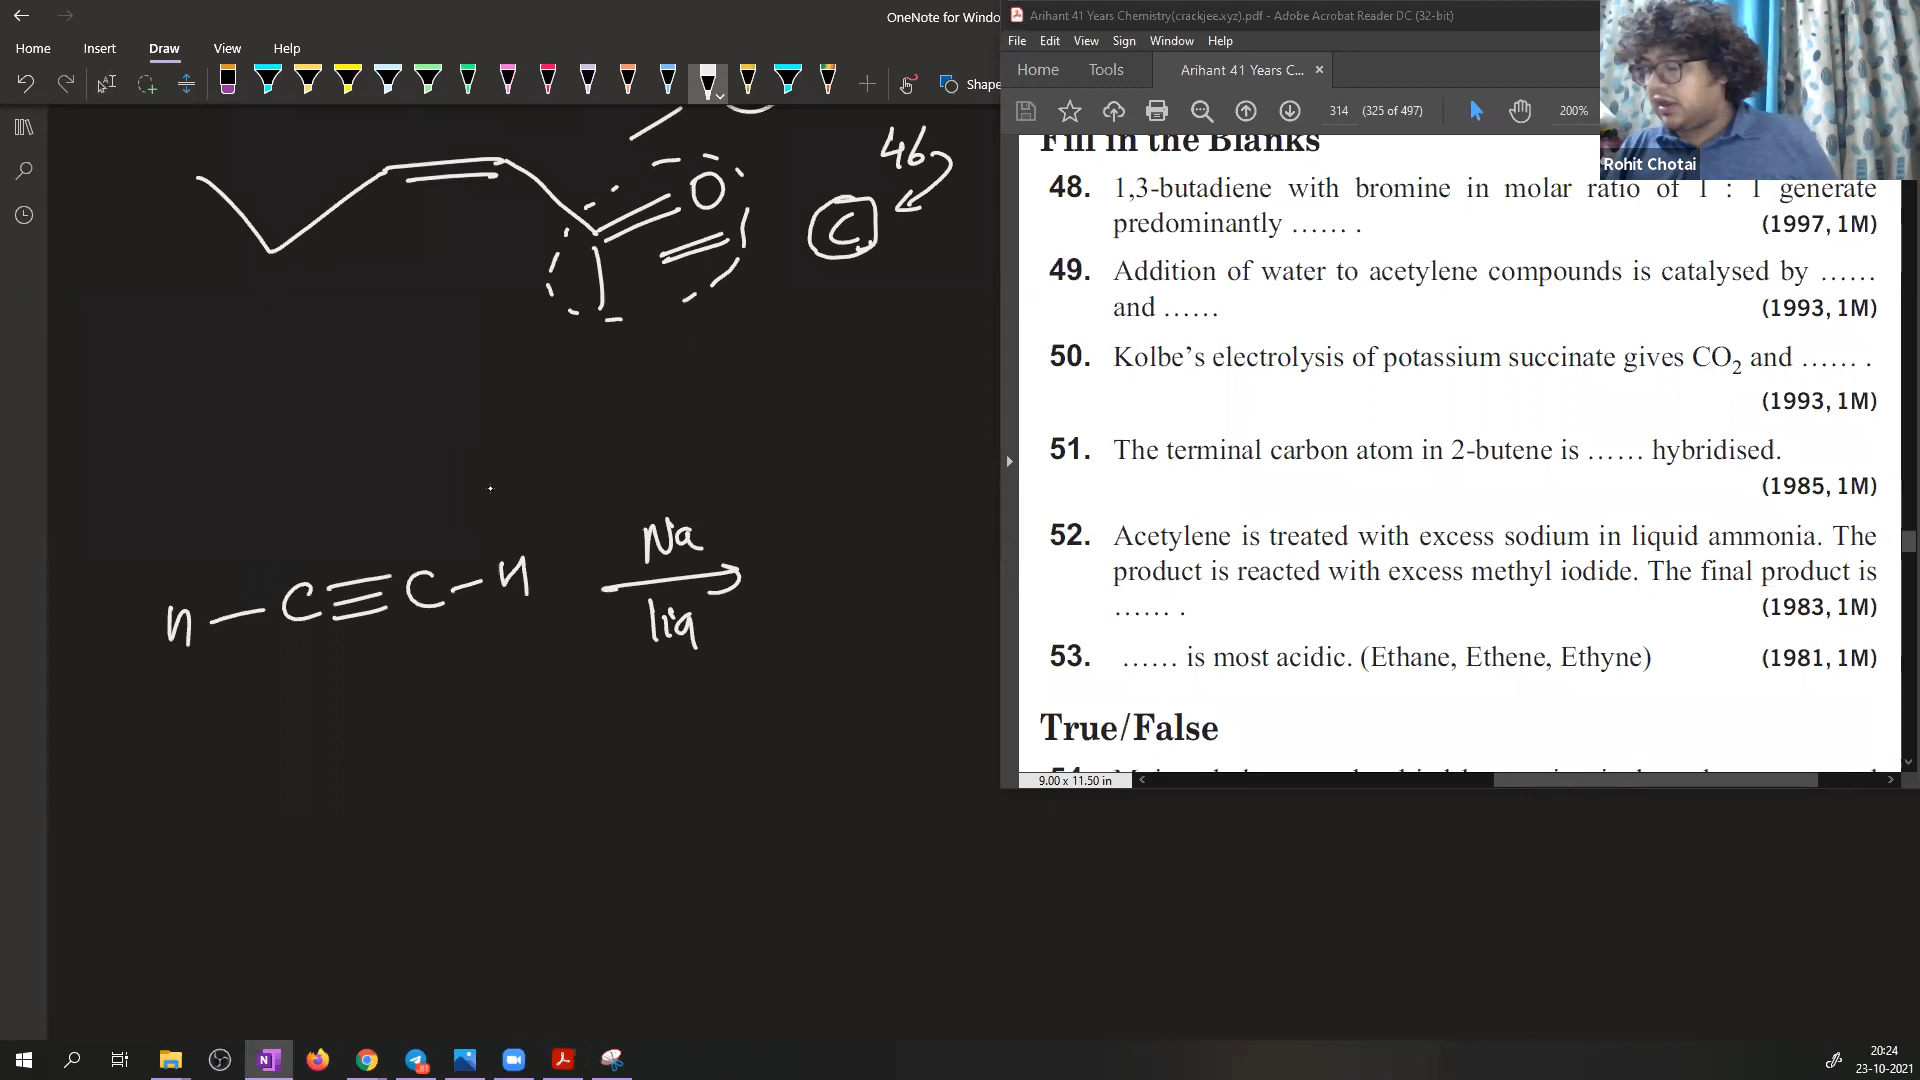 OneNote for Windo
Home Insert Draw View Help
Shape
46
O
C
Na
H—C≡C—H
liq
Arihant 41 Years Chemistry(crackjee.xyz).pdf - Adobe Acrobat Reader DC (32-bit)
File Edit View Sign Window Help
Home Tools Arihant 41 Years C... ×
314 (325 of 497) 200%
Rohit Chotai
Fill in the Blanks
48. 1,3-butadiene with bromine in molar ratio of 1 : 1 generate
predominantly ...... . (1997, 1M)
49. Addition of water to acetylene compounds is catalysed by ......
and ...... (1993, 1M)
50. Kolbe's electrolysis of potassium succinate gives CO₂ and ...... .
(1993, 1M)
51. The terminal carbon atom in 2-butene is ...... hybridised.
(1985, 1M)
52. Acetylene is treated with excess sodium in liquid ammonia. The
product is reacted with excess methyl iodide. The final product is
...... . (1983, 1M)
53. ...... is most acidic. (Ethane, Ethene, Ethyne) (1981, 1M)
True/False
9.00 x 11.50 in
20:24
23-10-2021